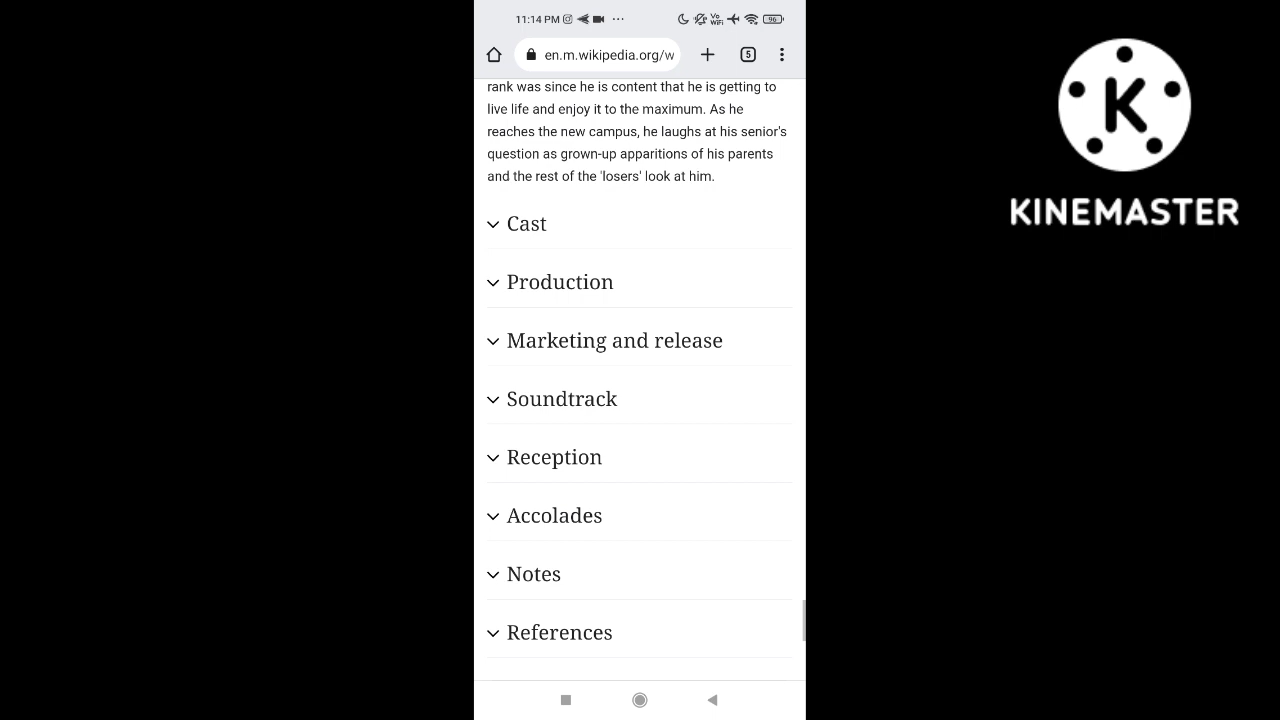 11:14 PM
Vo
WiFi
96
en.m.wikipedia.org/w
5
rank was since he is content that he is getting to
live life and enjoy it to the maximum. As he
reaches the new campus, he laughs at his senior's
question as grown-up apparitions of his parents
and the rest of the 'losers' look at him.
Cast
Production
Marketing and release
Soundtrack
Reception
Accolades
Notes
References
K
KINEMASTER